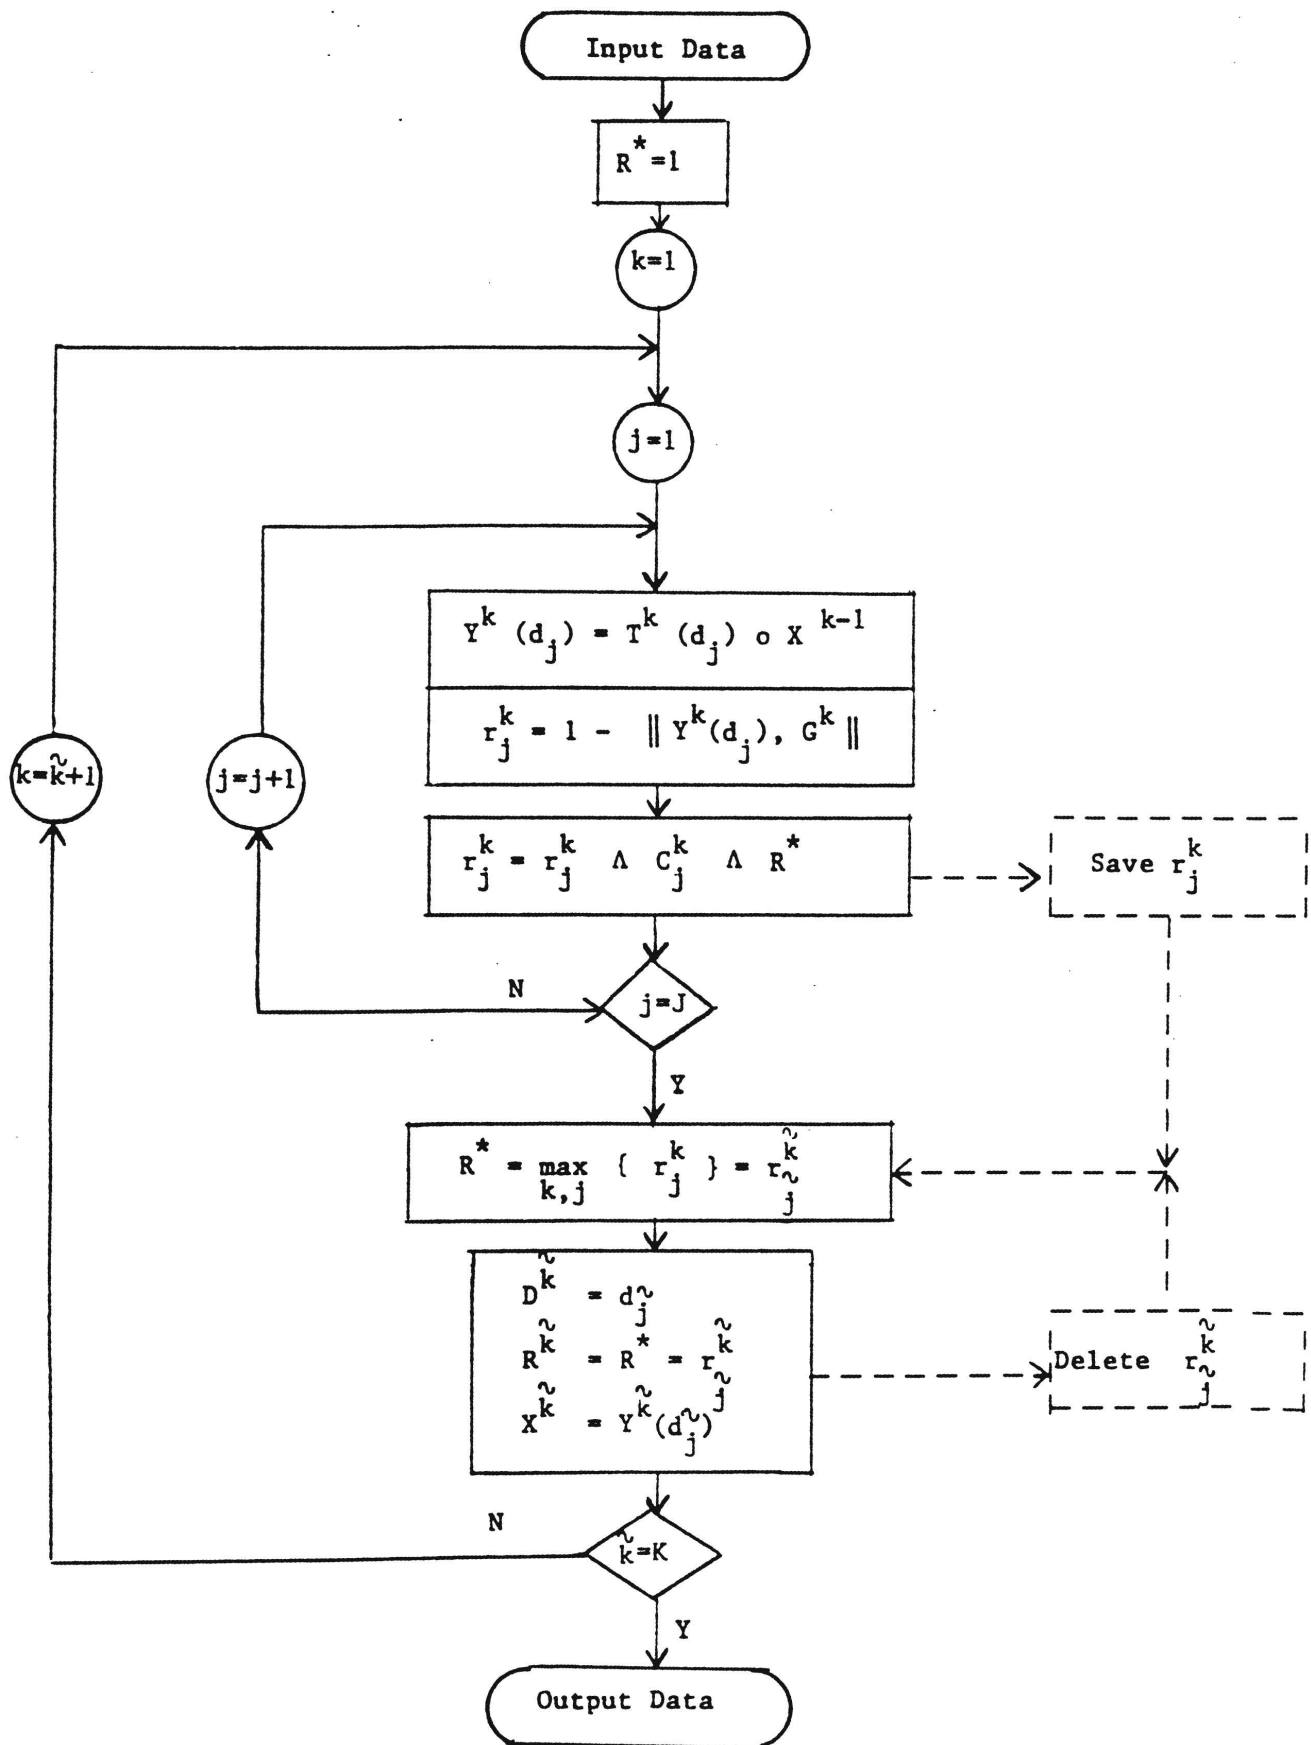 Input Data
R*=1
k=1
j=1
Y^k (d_j) = T^k (d_j) o X^{k-1}
r_j^k = 1 - ‖ Y^k(d_j), G^k ‖
k=k̃+1
j=j+1
r_j^k = r_j^k Λ C_j^k Λ R*
Save r_j^k
N
j=J
Y
R* = max_{k,j} { r_j^k } = r_j̃^k̃
D^k̃ = d_j̃
R^k̃ = R* = r_j̃^k̃
X^k̃ = Y^k̃(d_j̃)
Delete r_j̃^k̃
N
k̃=K
Y
Output Data